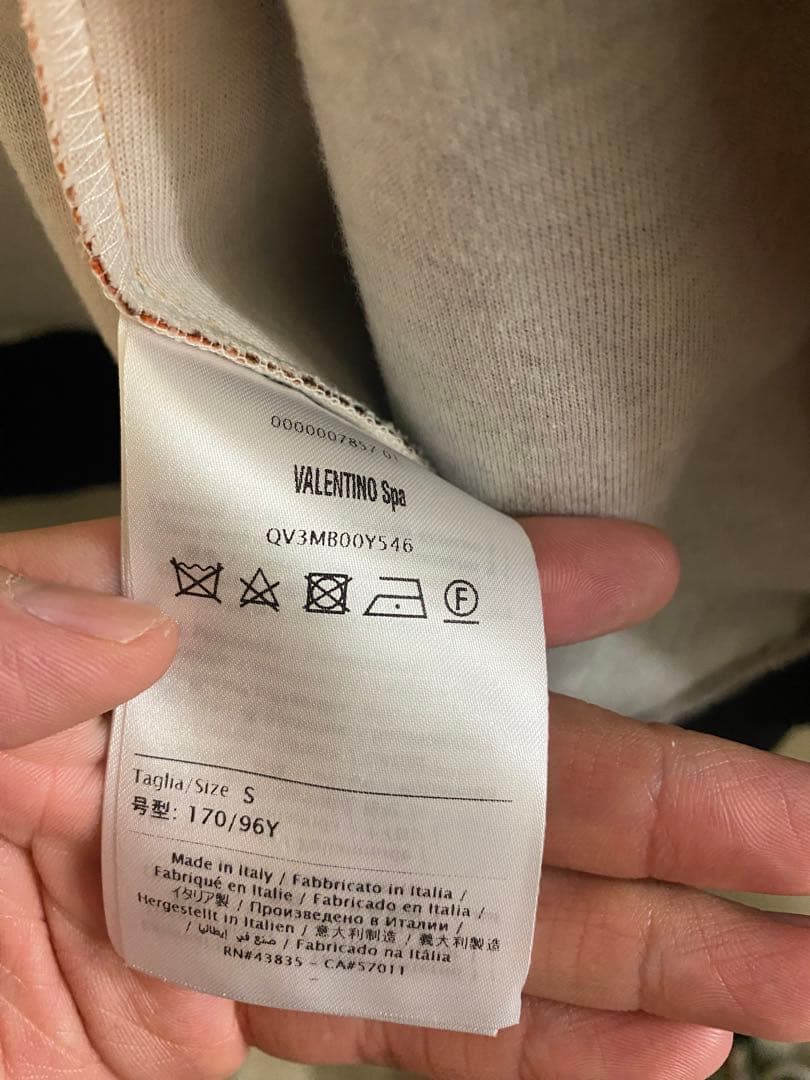 0000007857 01
VALENTINO Spa
QV3MB00Y546
F
Taglia/Size S
号型: 170/96Y
Made in Italy / Fabbricato in Italia /
Fabriqué en Italie / Fabricado en Italia /
イタリア製 / Произведено в Италии /
Hergestellt in Italien / 意大利制造 / 義大利製造
/ صنع في إيطاليا / Fabricado na Itália
RN#43835 - CA#57011